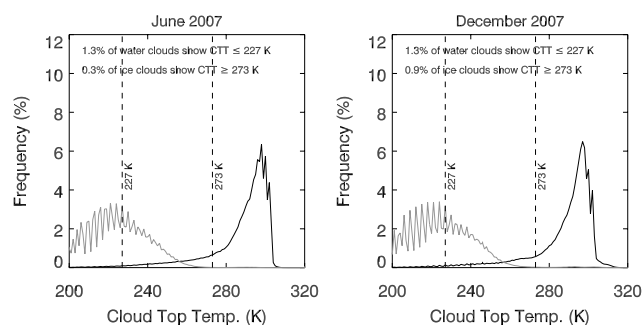 June 2007
1.3% of water clouds show CTT ≤ 227 K
0.3% of ice clouds show CTT ≥ 273 K
227 K
273 K
Frequency (%)
12
10
8
6
4
2
0
200
240
280
320
Cloud Top Temp. (K)
December 2007
1.3% of water clouds show CTT ≤ 227 K
0.9% of ice clouds show CTT ≥ 273 K
227 K
273 K
Frequency (%)
12
10
8
6
4
2
0
200
240
280
320
Cloud Top Temp. (K)